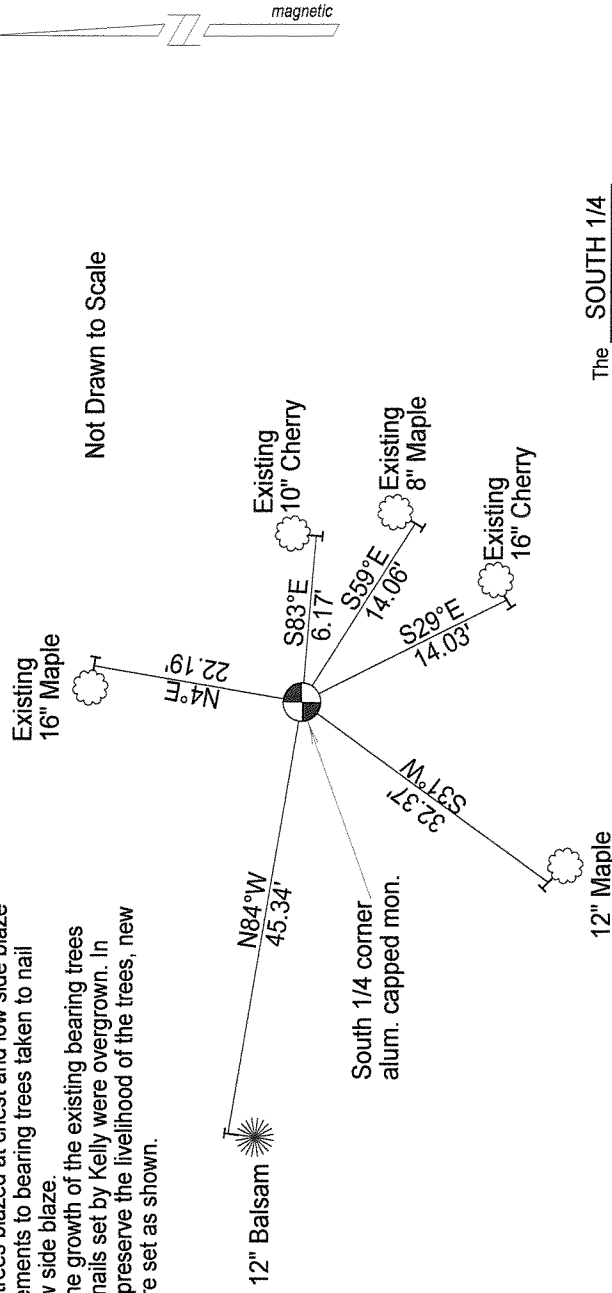 magnetic
trees blazed at chest and low side blaze
ements to bearing trees taken to nail
w side blaze.
he growth of the existing bearing trees
nails set by Kelly were overgrown. In
preserve the livelihood of the trees, new
re set as shown.
Not Drawn to Scale
Existing
16" Maple
N4°E
22.19'
Existing
10" Cherry
S83°E
6.17'
Existing
8" Maple
S59°E
14.06'
Existing
16" Cherry
S29°E
14.03'
N84°W
45.34'
12" Balsam
South 1/4 corner
alum. capped mon.
S31°W
32.37'
12" Maple
The SOUTH 1/4